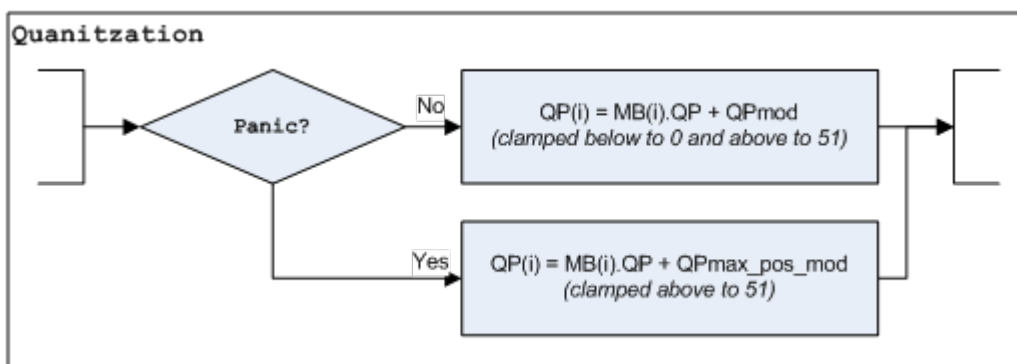 Quanitzation
Panic?
No
QP(i) = MB(i).QP + QPmod
(clamped below to 0 and above to 51)
Yes
QP(i) = MB(i).QP + QPmax_pos_mod
(clamped above to 51)